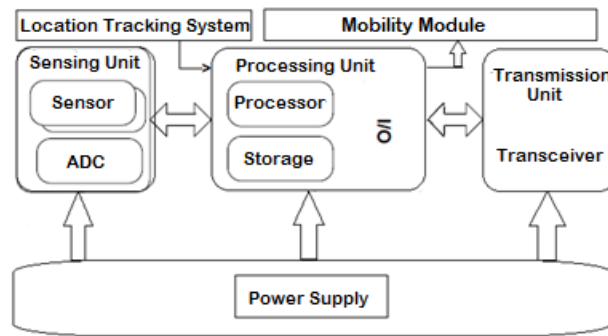 Location Tracking System
Mobility Module
Sensing Unit
Sensor
ADC
Processing Unit
Processor
Storage
O/I
Transmission
Unit
Transceiver
Power Supply